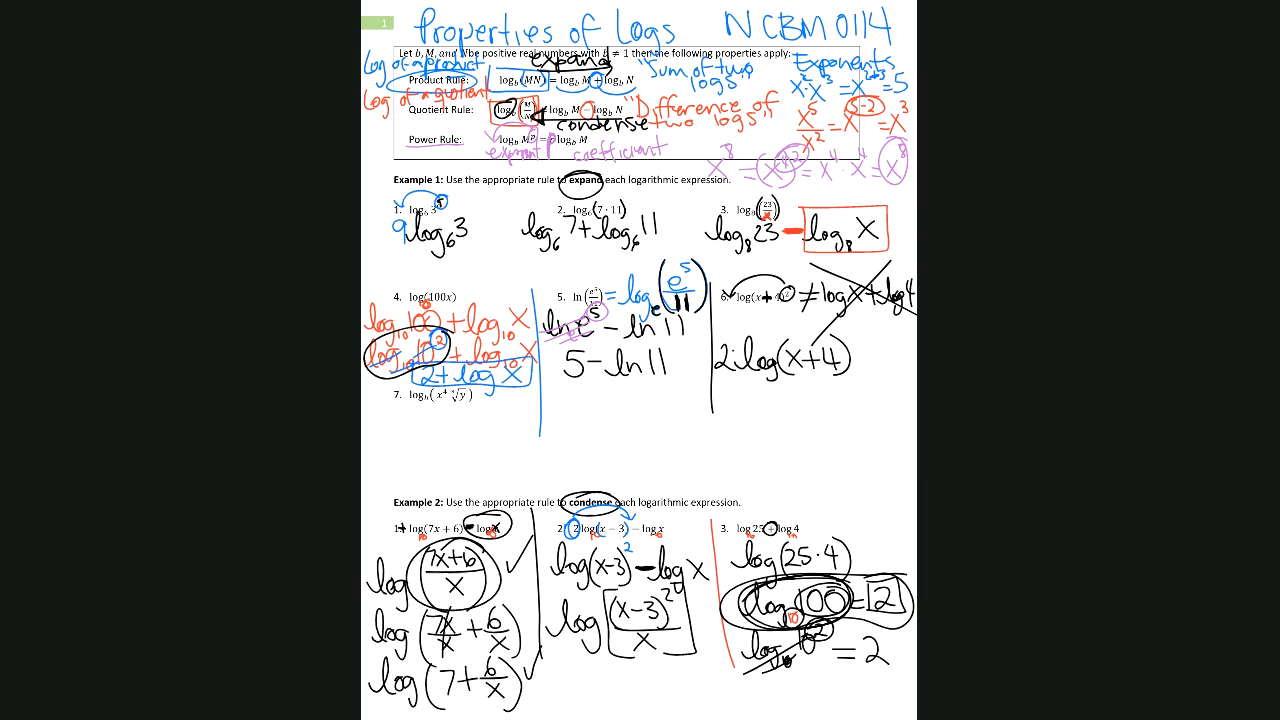 1
Properties of Logs NCBM 0114
Let b, M, and N be positive real numbers with b ≠ 1 then the following properties apply:
expand
Log of a product
"Sum of two logs"
Exponents
Product Rule: log_b(MN) = log_b M + log_b N
x^2·x^3 = x^{2+3} = 5
Log of a quotient
Quotient Rule: log_b(M/N) = log_b M − log_b N
"Difference of two logs"
x^5/x^2 = x^(5-2) = x^3
condense
Power Rule: log_b M^p = p log_b M
exponent coefficient
x^8 = (x^4)^2 = x^4 · x^4 = x^8
Example 1: Use the appropriate rule to expand each logarithmic expression.
1. log_6 3^9
9 log_6 3
2. log_6(7 · 11)
log_6 7 + log_6 11
3. log_8(23/x)
log_8 23 − log_8 x
4. log(100x)
10
log_10 100 + log_10 X
log_10 10^2 + log_10 X
2 + log X
5. ln(e^5/11) = log_e(e^5/11)
ln e^5 − ln 11
5 − ln 11
6. log(x + 4)^2 ≠ log X + log 4
2·log(x+4)
7. log_b(x^4 ∜y)
Example 2: Use the appropriate rule to condense each logarithmic expression.
1. log(7x + 6) − log x
10 10
log (7x+6/x)
log (7x/x + 6/x)
log (7 + 6/x)
2. 2 log(x − 3) − log x
10 10
log(x-3)^2 − log x
log [(x-3)^2/x]
3. log 25 + log 4
10 10
log(25·4)
log_10 100 = 2
log_10 10^2 = 2